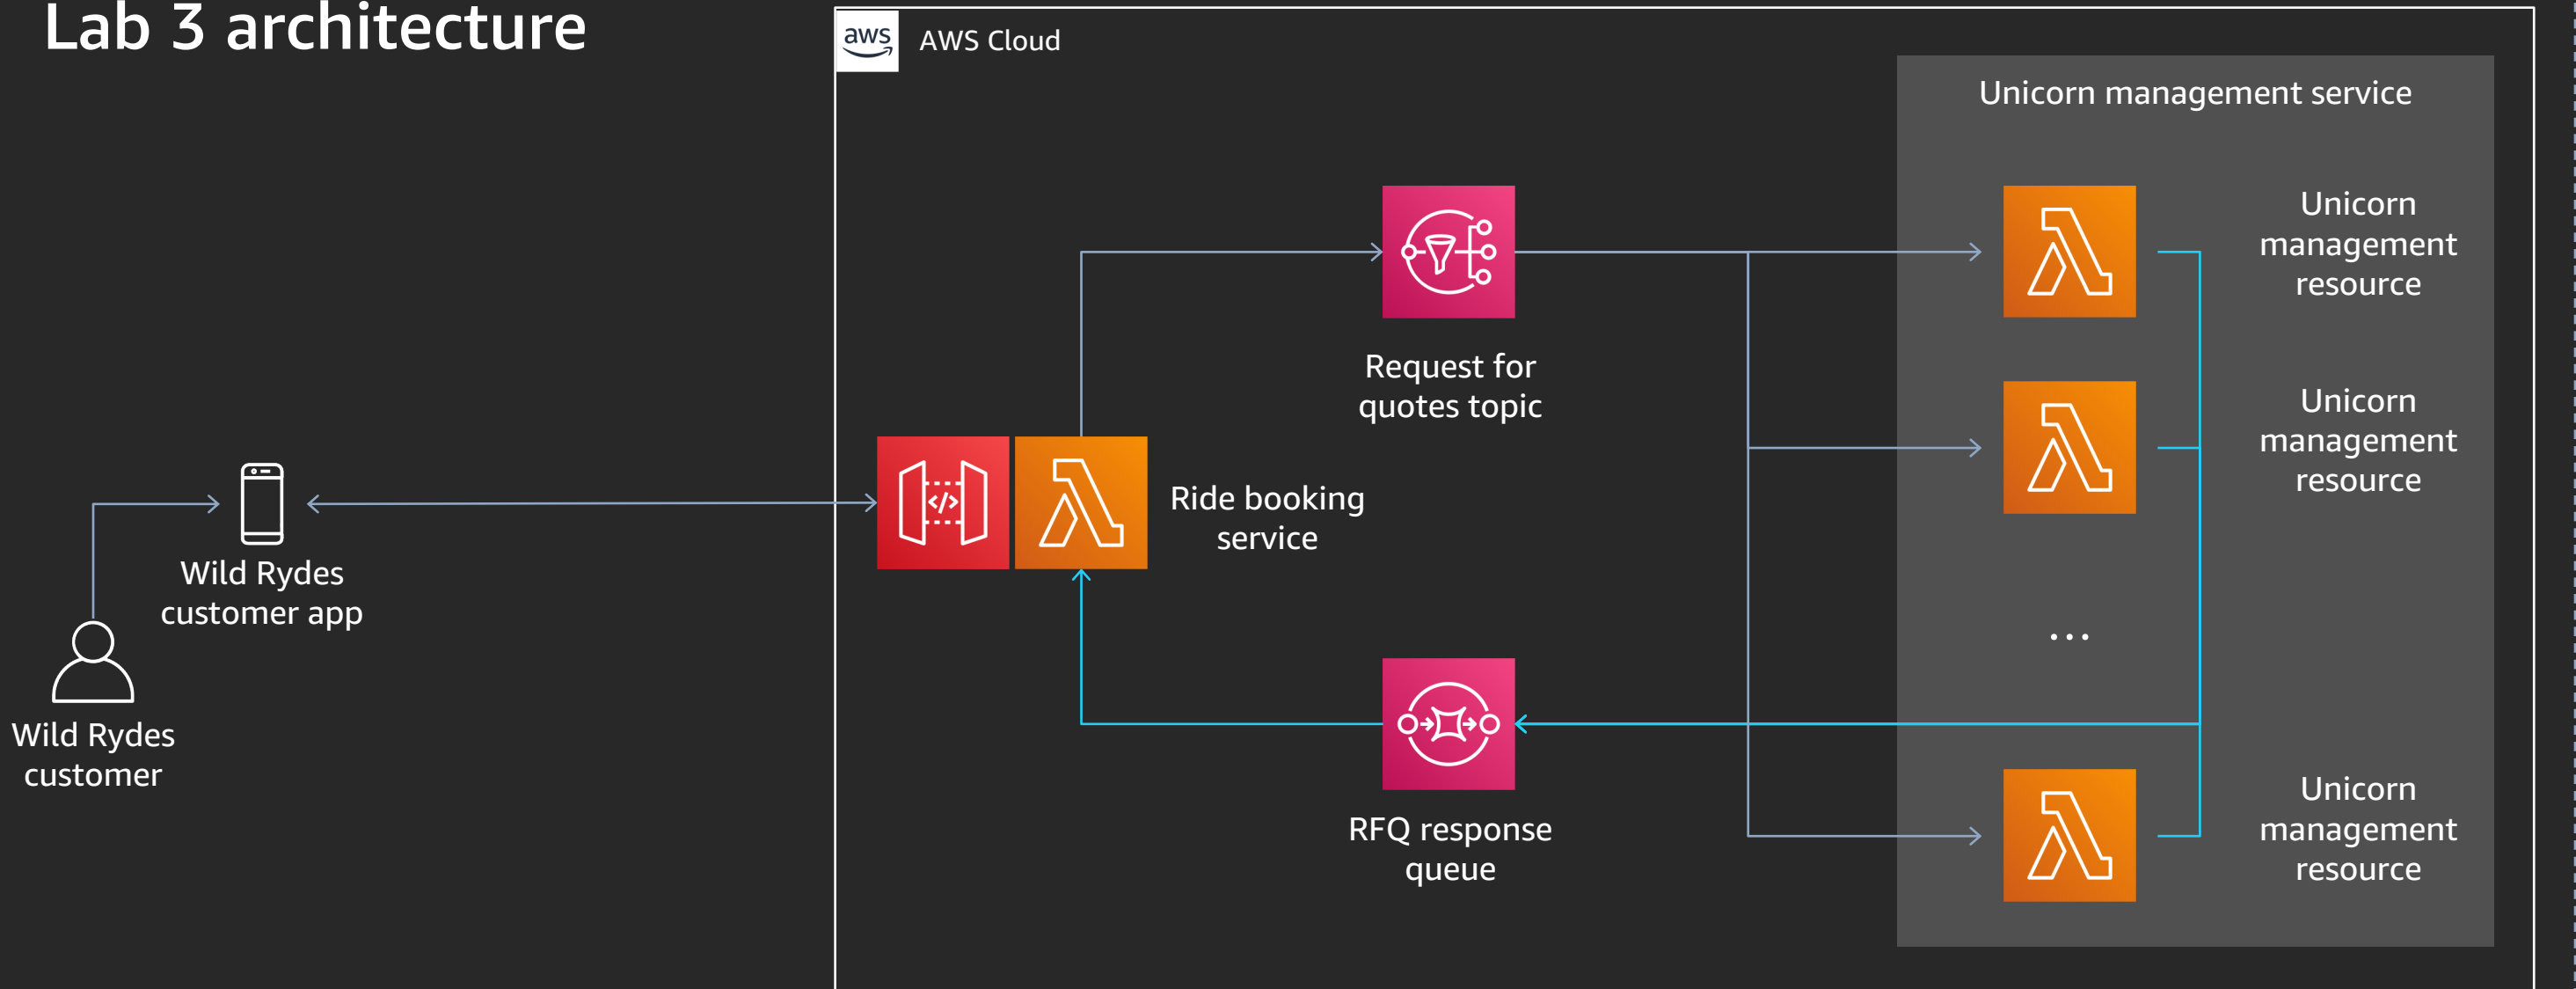 Lab 3 architecture
aws
AWS Cloud
Unicorn management service
Unicorn
management
resource
Request for
quotes topic
Unicorn
management
resource
</>
Ride booking
service
Wild Rydes
customer app
...
Wild Rydes
customer
RFQ response
queue
Unicorn
management
resource